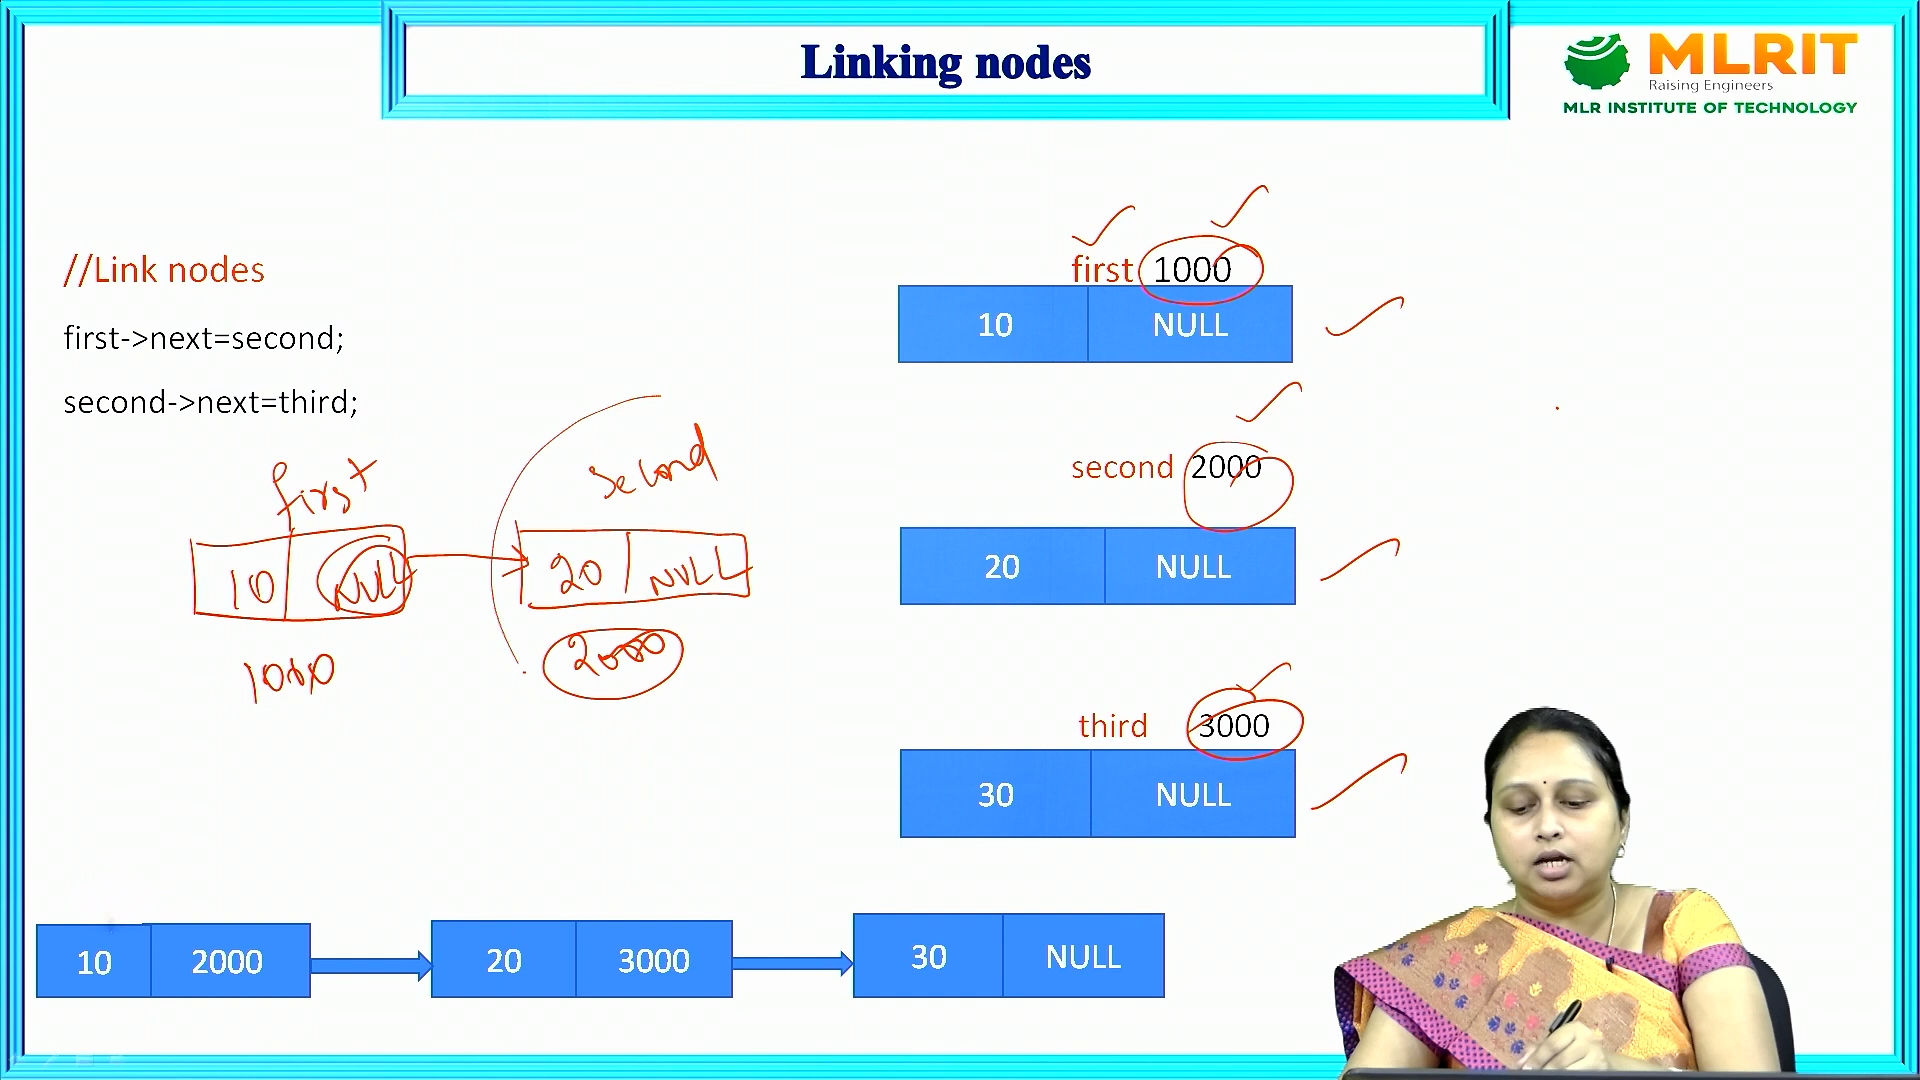 Linking nodes
MLRIT
Raising Engineers
MLR INSTITUTE OF TECHNOLOGY
//Link nodes
first->next=second;
second->next=third;
first 1000
10 NULL
second 2000
20 NULL
third 3000
30 NULL
first
10 NULL
1000
second
20 NULL
2000
10 2000
20 3000
30 NULL